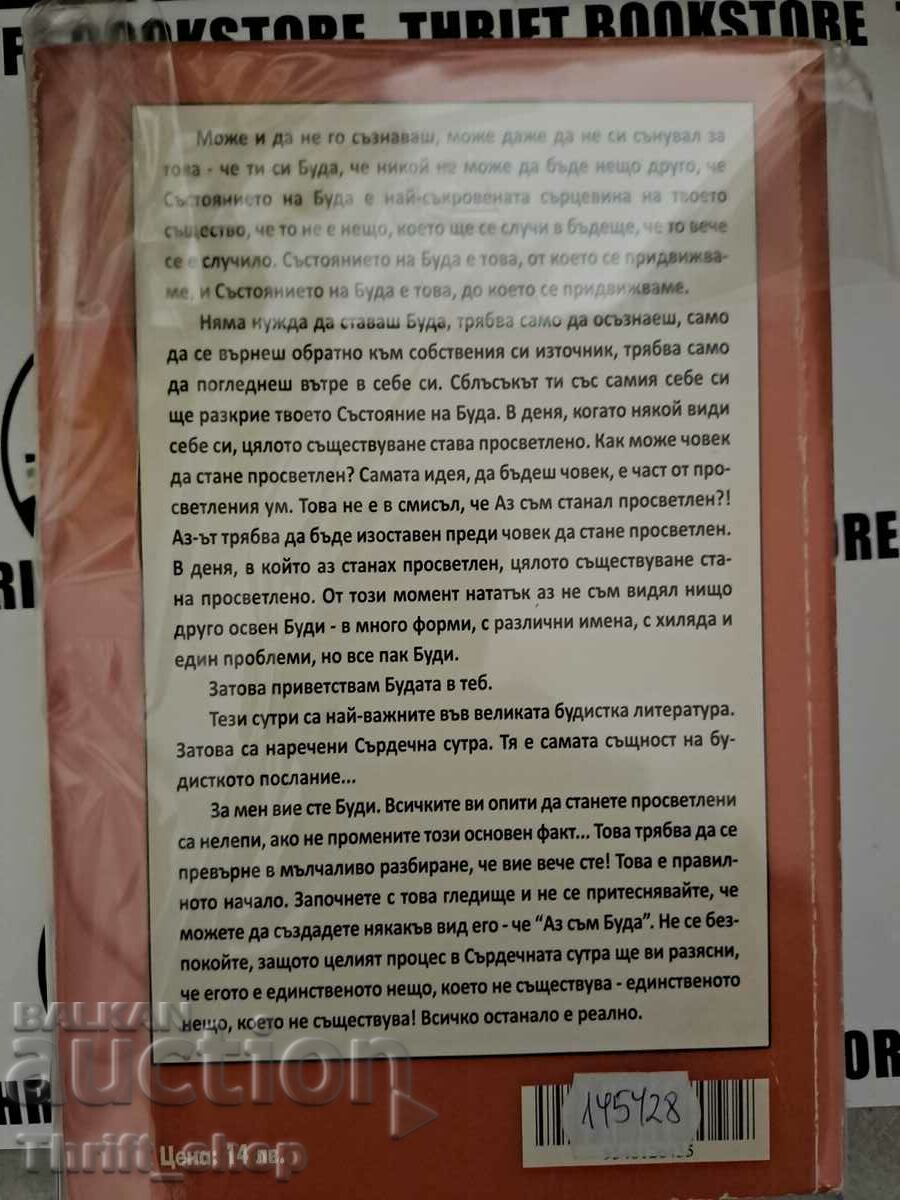 THRIFT BOOKSTORE
Може и да не го съзнаваш, може даже да не си сънувал за
това - че ти си Буда, че никой не може да бъде нещо друго, че
Състоянието на Буда е най-съкровената сърцевина на твоето
същество, че то не е нещо, което ще се случи в бъдеще, че то вече
се е случило. Състоянието на Буда е това, от което се придвижва-
ме, и Състоянието на Буда е това, до което се придвижваме.
Няма нужда да ставаш Буда, трябва само да осъзнаеш, само
да се върнеш обратно към собствения си източник, трябва само
да погледнеш вътре в себе си. Сблъсъкът ти със самия себе си
ще разкрие твоето Състояние на Буда. В деня, когато някой види
себе си, цялото съществуване става просветлено. Как може човек
да стане просветлен? Самата идея, да бъдеш човек, е част от про-
светления ум. Това не е в смисъл, че Аз съм станал просветлен?!
Аз-ът трябва да бъде изоставен преди човек да стане просветлен.
В деня, в който аз станах просветлен, цялото съществуване ста-
на просветлено. От този момент нататък аз не съм видял нищо
друго освен Буди - в много форми, с различни имена, с хиляда и
един проблеми, но все пак Буди.
Затова приветствам Будата в теб.
Тези сутри са най-важните във великата будистка литература.
Затова са наречени Сърдечна сутра. Тя е самата същност на бу-
дисткото послание...
За мен вие сте Буди. Всичките ви опити да станете просветлени
са нелепи, ако не промените този основен факт... Това трябва да се
превърне в мълчаливо разбиране, че вие вече сте! Това е правил-
ното начало. Започнете с това гледище и не се притеснявайте, че
можете да създадете някакъв вид его - че “Аз съм Буда”. Не се без-
покойте, защото целият процес в Сърдечната сутра ще ви разясни,
че егото е единственото нещо, което не съществува - единственото
нещо, което не съществува! Всичко останало е реално.
BALKAN
auction
Thrift_shop
145428
Цена: 14 лв.